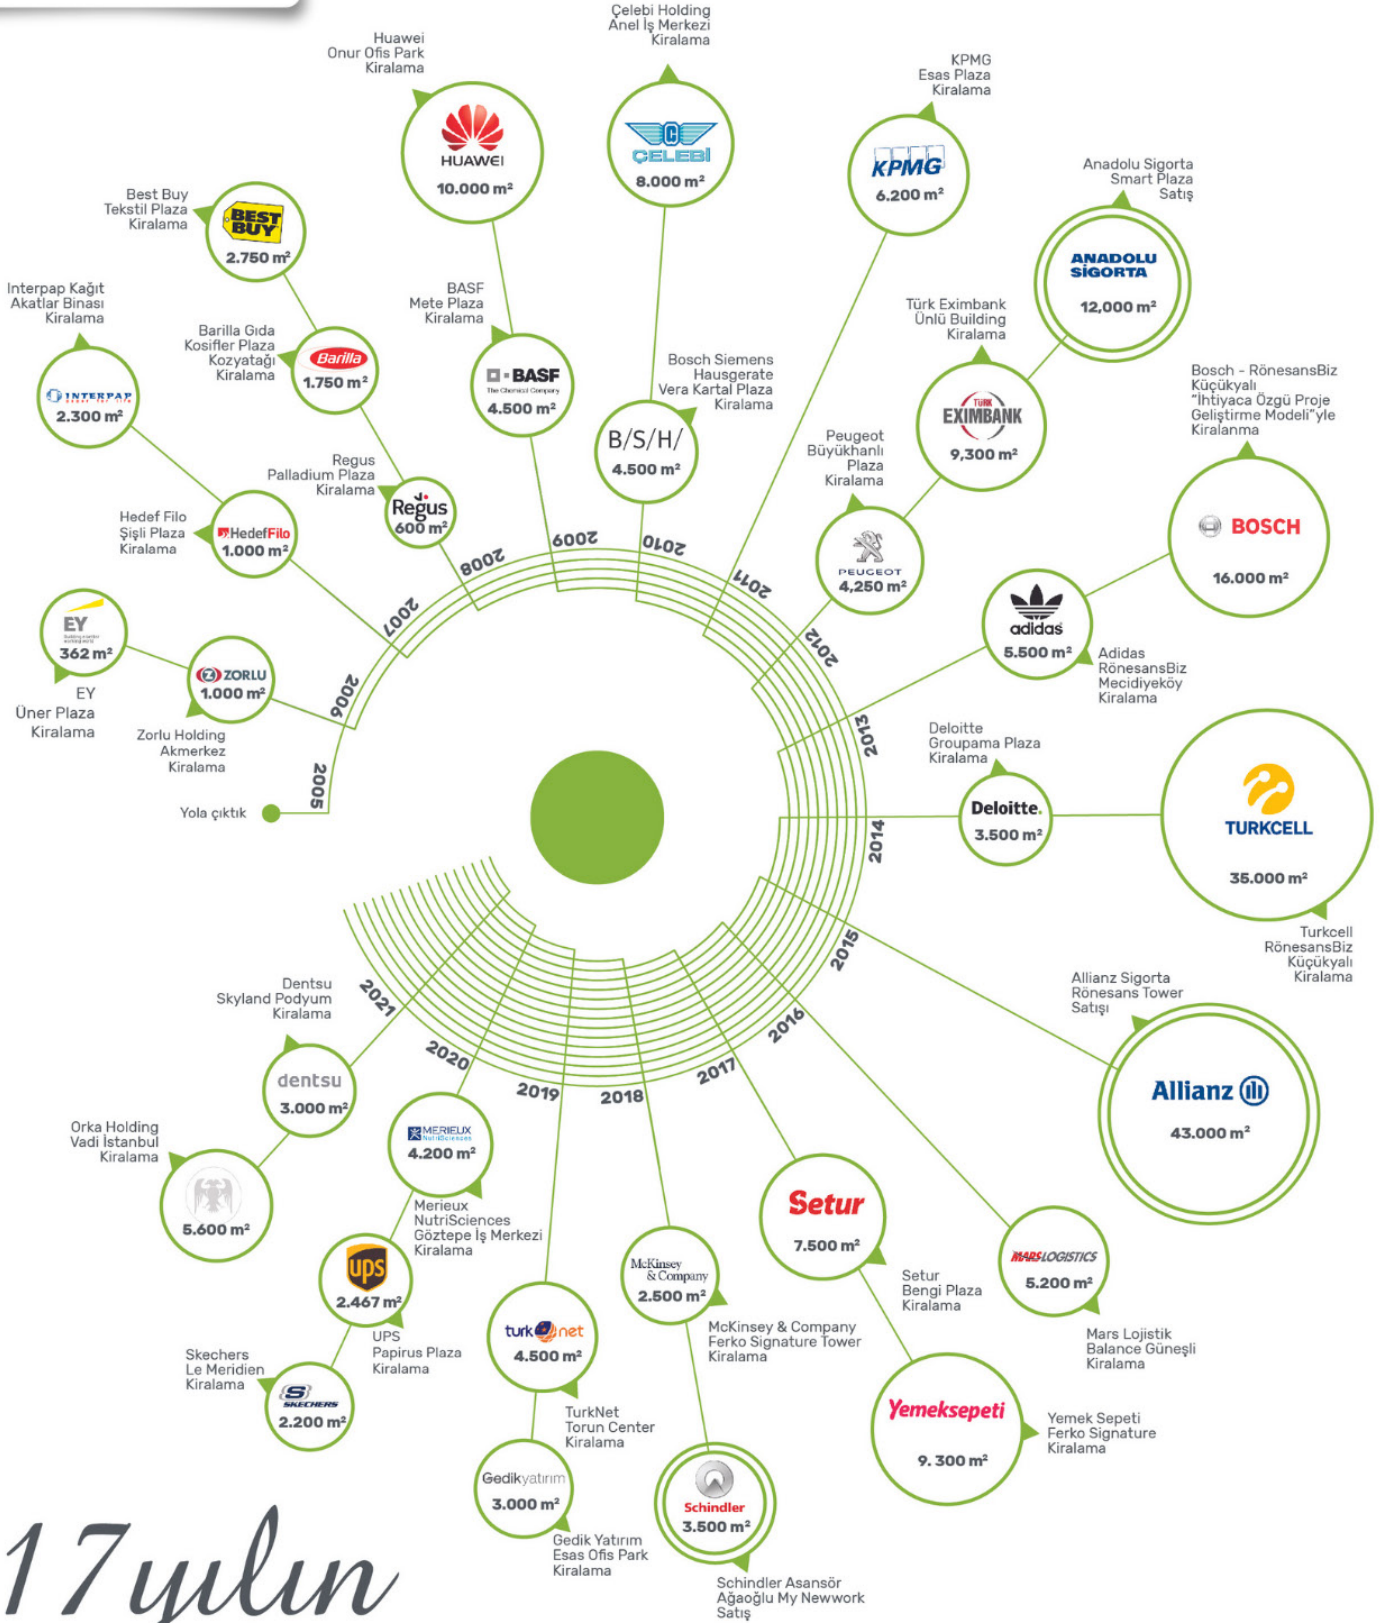 Çelebi Holding
Anel İş Merkezi
Kiralama
ÇELEBİ
8.000 m²
Huawei
Onur Ofis Park
Kiralama
HUAWEI
10.000 m²
KPMG
Esas Plaza
Kiralama
KPMG
6.200 m²
Anadolu Sigorta
Smart Plaza
Satış
ANADOLU
SİGORTA
12,000 m²
Best Buy
Tekstil Plaza
Kiralama
BEST
BUY
2.750 m²
Interpap Kağıt
Akatlar Binası
Kiralama
INTERPAP
2.300 m²
Barilla Gıda
Kosifler Plaza
Kozyatağı
Kiralama
Barilla
1.750 m²
BASF
Mete Plaza
Kiralama
BASF
The Chemical Company
4.500 m²
Bosch Siemens
Hausgerate
Vera Kartal Plaza
Kiralama
B/S/H/
4.500 m²
Türk Eximbank
Ünlü Building
Kiralama
TÜRK
EXIMBANK
9,300 m²
Bosch - RönesansBiz
Küçükyalı
"İhtiyaca Özgü Proje
Geliştirme Modeli"yle
Kiralanma
BOSCH
16.000 m²
Peugeot
Büyükhanlı
Plaza
Kiralama
PEUGEOT
4,250 m²
Regus
Palladium Plaza
Kiralama
Regus
600 m²
Hedef Filo
Şişli Plaza
Kiralama
HedefFilo
1.000 m²
EY
362 m²
EY
Üner Plaza
Kiralama
ZORLU
1.000 m²
Zorlu Holding
Akmerkez
Kiralama
adidas
5.500 m²
Adidas
RönesansBiz
Mecidiyeköy
Kiralama
Deloitte
Groupama Plaza
Kiralama
Deloitte.
3.500 m²
TURKCELL
35.000 m²
Turkcell
RönesansBiz
Küçükyalı
Kiralama
Yola çıktık
2005
2006
2007
2008
2009
2010
2011
2012
2013
2014
2015
2016
2017
2018
2019
2020
2021
Allianz Sigorta
Rönesans Tower
Satışı
Allianz
43.000 m²
Dentsu
Skyland Podyum
Kiralama
dentsu
3.000 m²
Orka Holding
Vadi İstanbul
Kiralama
5.600 m²
MERIEUX
NutriSciences
4.200 m²
Merieux
NutriSciences
Göztepe İş Merkezi
Kiralama
ups
2.467 m²
UPS
Papirus Plaza
Kiralama
Skechers
Le Meridien
Kiralama
S
SKECHERS
2.200 m²
turk net
4.500 m²
TurkNet
Torun Center
Kiralama
Gedik yatırım
3.000 m²
Gedik Yatırım
Esas Ofis Park
Kiralama
McKinsey
& Company
2.500 m²
McKinsey & Company
Ferko Signature Tower
Kiralama
Schindler
3.500 m²
Schindler Asansör
Ağaoğlu My Newwork
Satış
Setur
7.500 m²
Setur
Bengi Plaza
Kiralama
Yemeksepeti
9. 300 m²
Yemek Sepeti
Ferko Signature
Kiralama
MARS LOGISTICS
5.200 m²
Mars Lojistik
Balance Güneşli
Kiralama
17 yılın